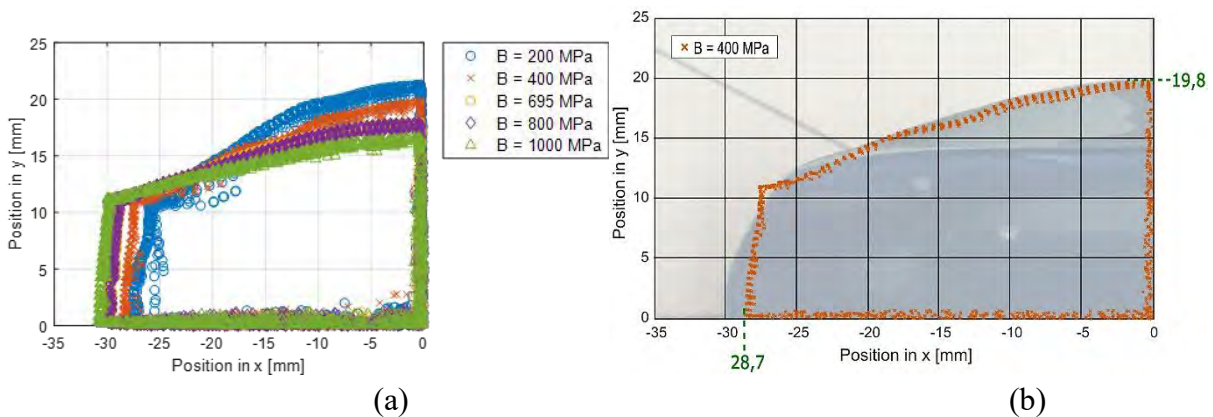 25
20
15
10
5
0
Position in y [mm]
-35 -30 -25 -20 -15 -10 -5 0
Position in x [mm]
B = 200 MPa
B = 400 MPa
B = 695 MPa
B = 800 MPa
B = 1000 MPa
(a)
25
20
15
10
5
0
Position in y [mm]
B = 400 MPa
19,8
-35 -30 -25 -20 -15 -10 -5 0
28,7
Position in x [mm]
(b)